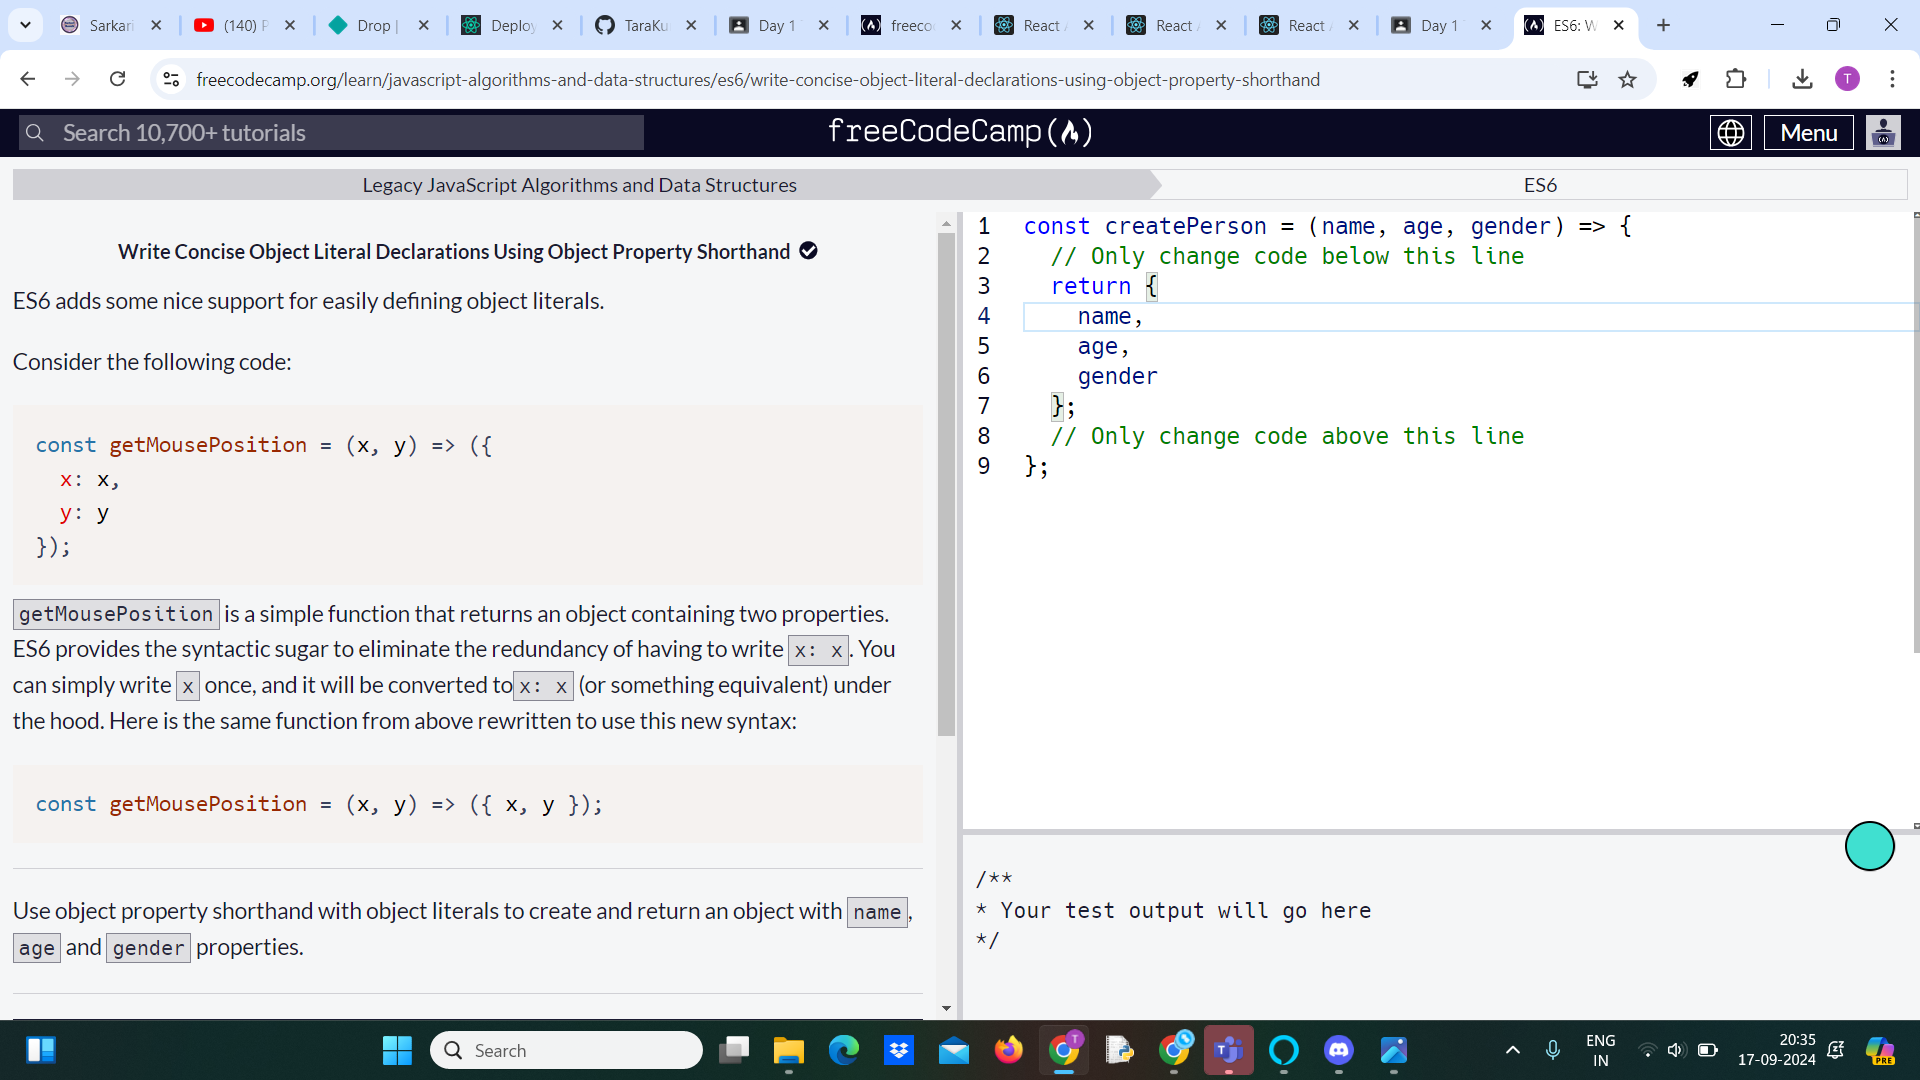 Sarkari
(140) P
Drop |
Deploy
TaraKu
Day 1
freeco
React A
React A
React A
Day 1
ES6: W
freecodecamp.org/learn/javascript-algorithms-and-data-structures/es6/write-concise-object-literal-declarations-using-object-property-shorthand
T
Search 10,700+ tutorials
freeCodeCamp
Menu
Legacy JavaScript Algorithms and Data Structures
ES6
Write Concise Object Literal Declarations Using Object Property Shorthand
ES6 adds some nice support for easily defining object literals.
Consider the following code:
const getMousePosition = (x, y) => ({
x: x,
y: y
});
getMousePosition is a simple function that returns an object containing two properties.
ES6 provides the syntactic sugar to eliminate the redundancy of having to write x: x. You
can simply write x once, and it will be converted to x: x (or something equivalent) under
the hood. Here is the same function from above rewritten to use this new syntax:
const getMousePosition = (x, y) => ({ x, y });
Use object property shorthand with object literals to create and return an object with name,
age and gender properties.
1 const createPerson = (name, age, gender) => {
2 // Only change code below this line
3 return {
4 name,
5 age,
6 gender
7 };
8 // Only change code above this line
9 };
/**
* Your test output will go here
*/
Search
ENG
IN
20:35
17-09-2024
PRE